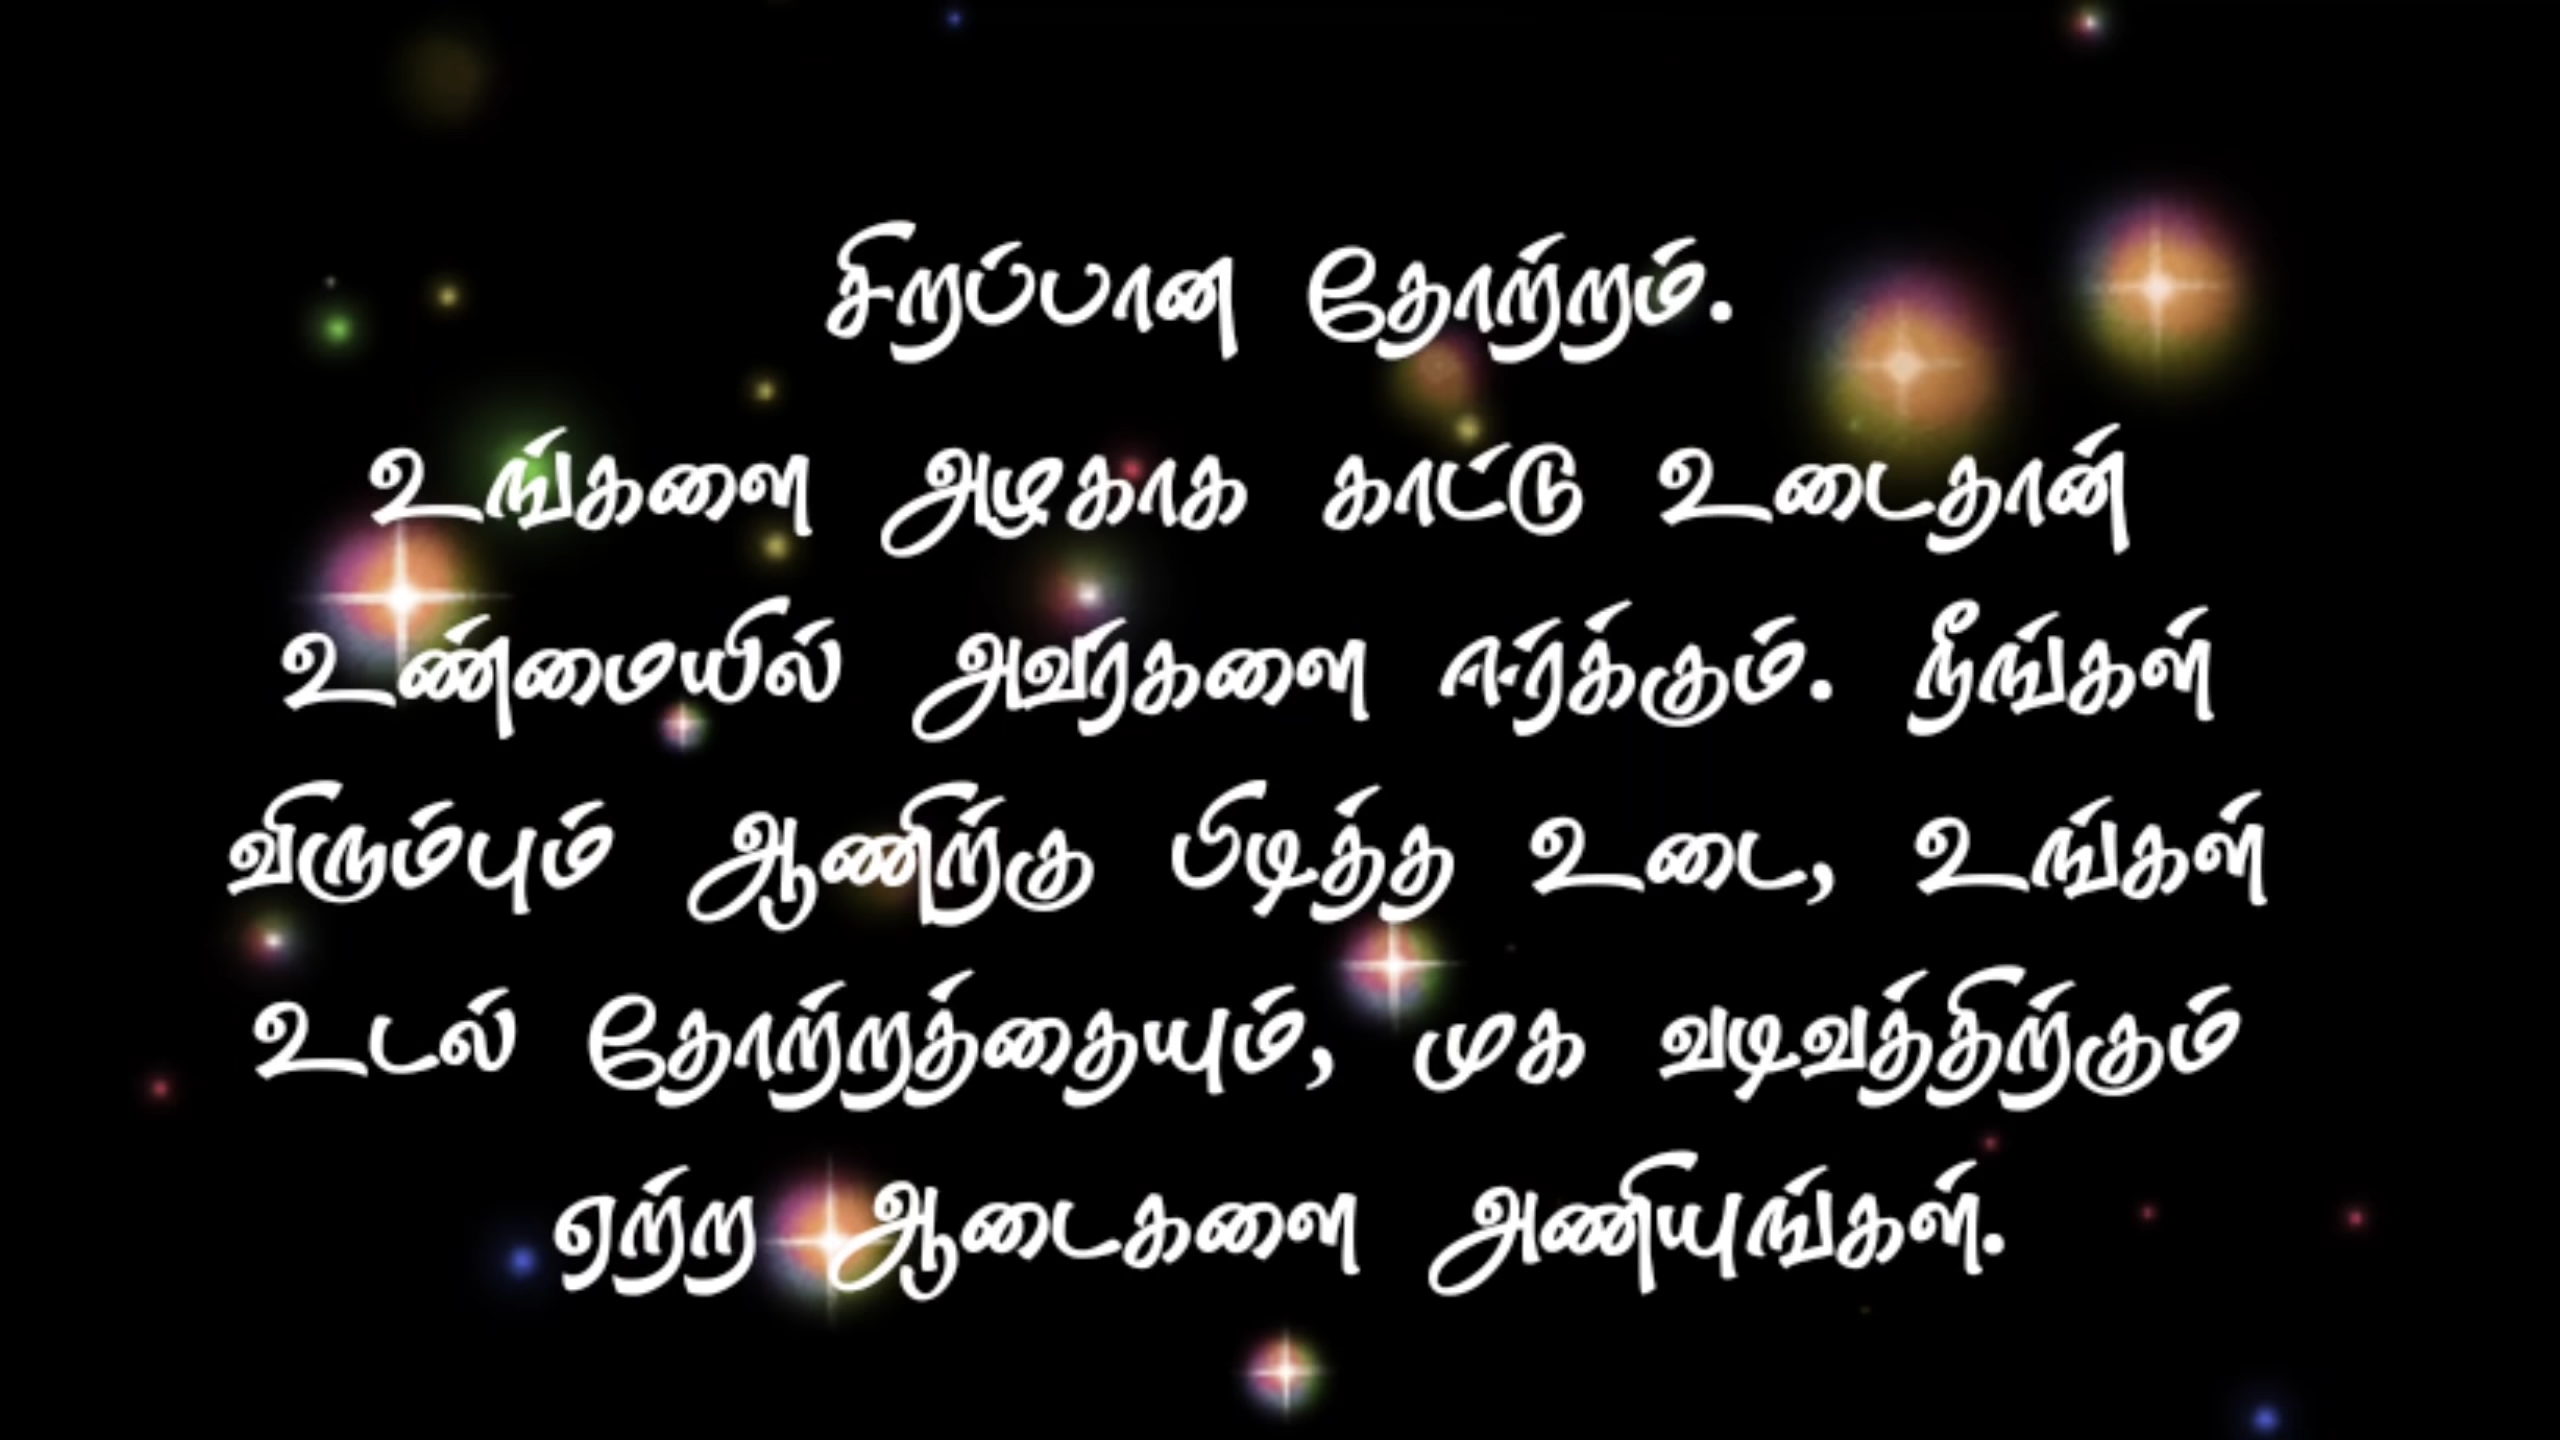 சிறப்பான தோற்றம்.
உங்களை அழகாக காட்டு உடைதான்
உண்மையில் அவர்களை ஈர்க்கும். நீங்கள்
விரும்பும் ஆணிற்கு பிடித்த உடை, உங்கள்
உடல் தோற்றத்தையும், முக வடிவத்திற்கும்
ஏற்ற ஆடைகளை அணியுங்கள்.